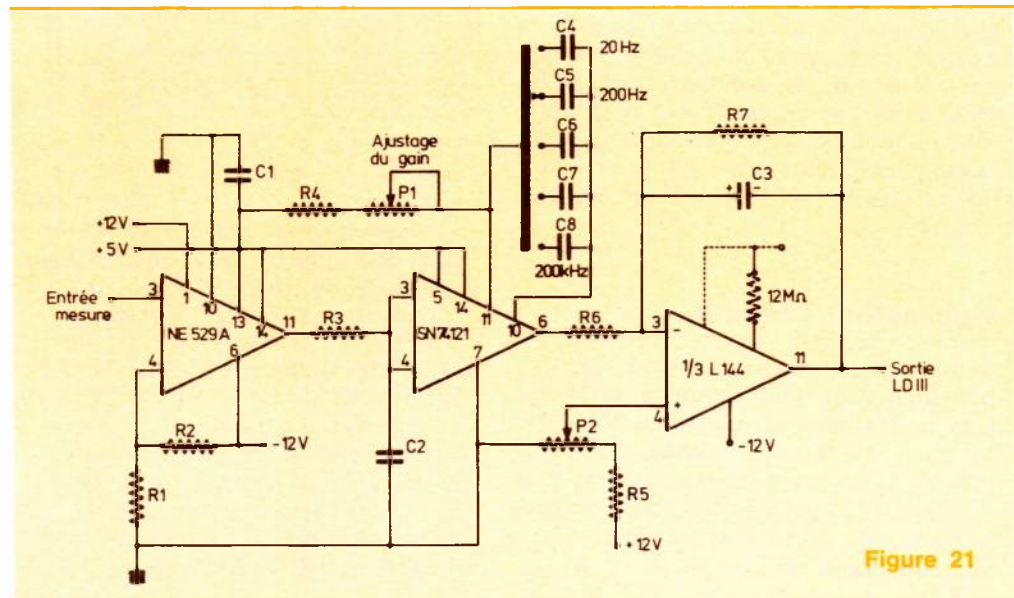 C4
20 Hz
C5
200Hz
C6
C7
C8
200kHz
Ajustage
du gain
C1
R4
P1
R7
C3
+ -
+12V
+5V
Entrée
mesure
3
4
1
10
13
14
11
6
NE 529A
R3
3
4
5
14
11
10
6
7
SN74121
R6
12MΩ
3
-
+
4
11
1/3 L144
Sortie
LD III
-12V
R2
-12V
R1
C2
P2
R5
+12V
Figure 21